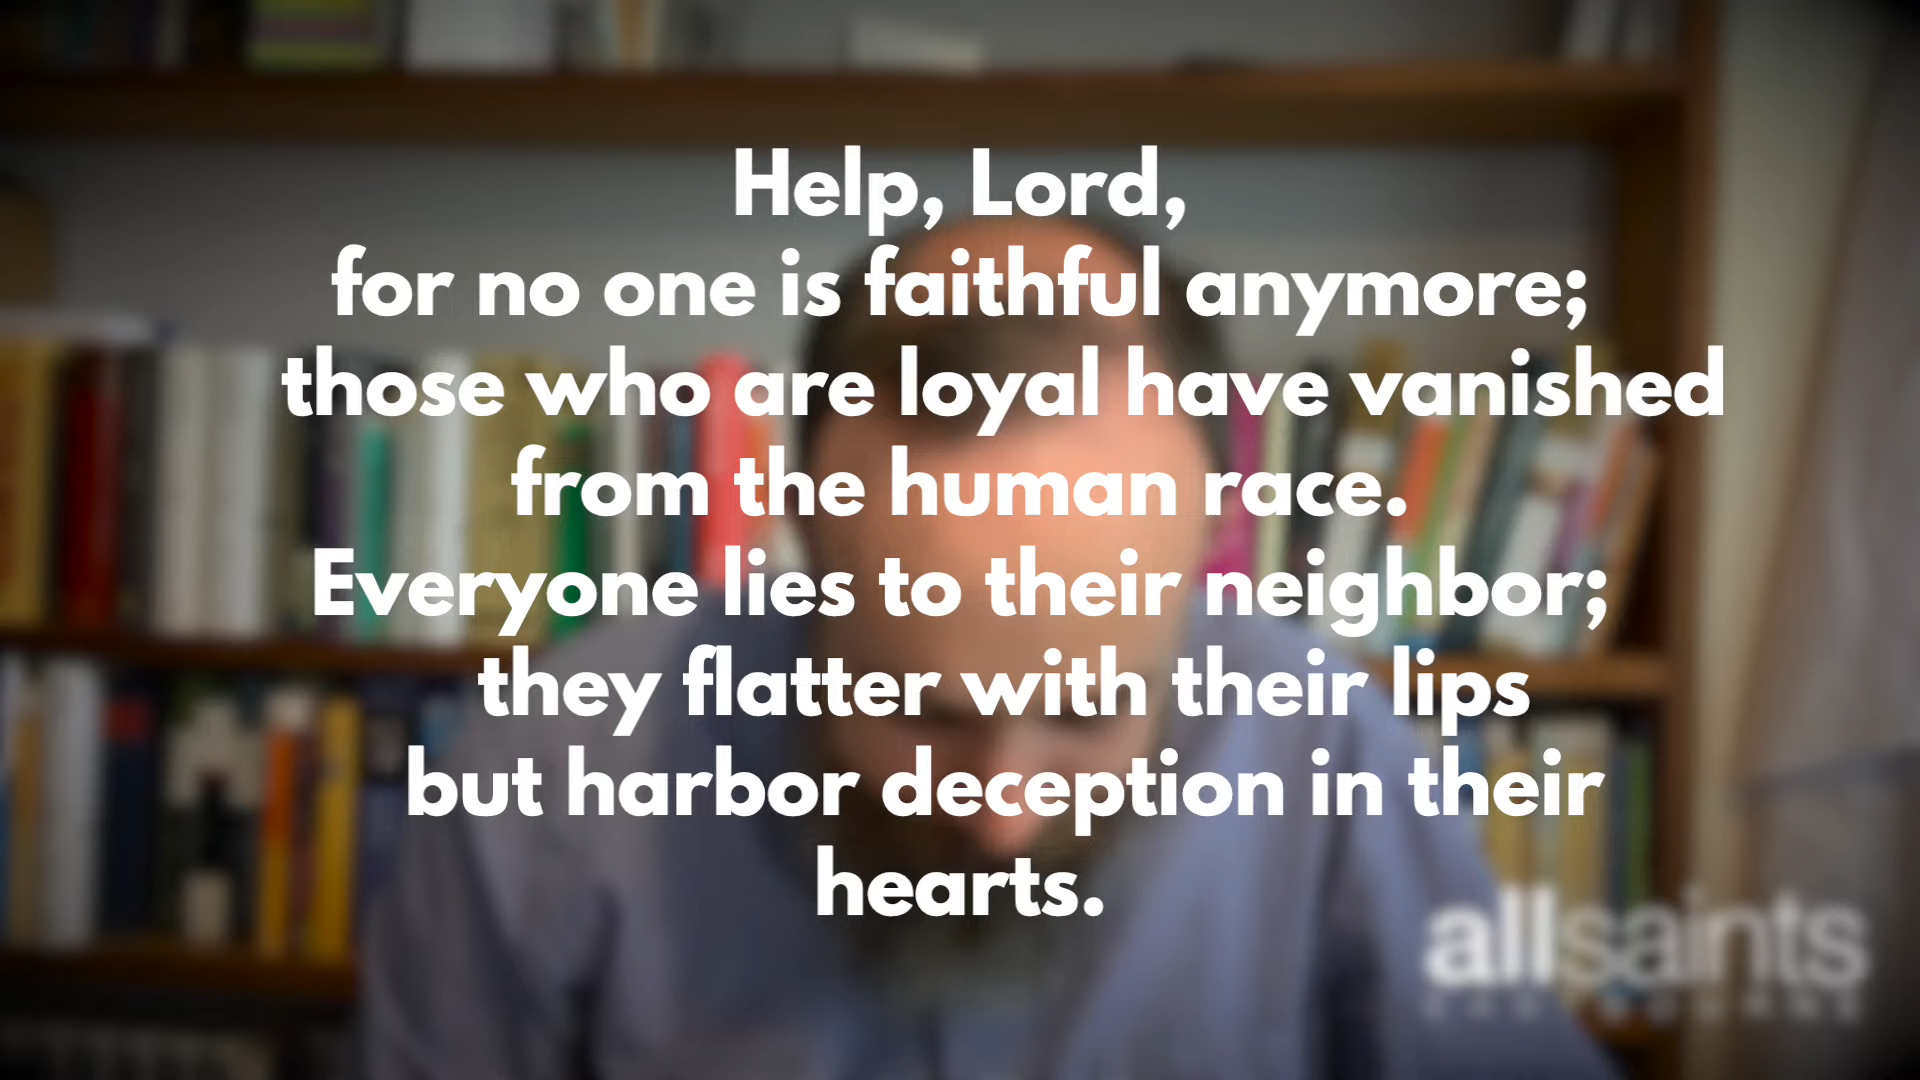 Help, Lord,
for no one is faithful anymore;
those who are loyal have vanished
from the human race.
Everyone lies to their neighbor;
they flatter with their lips
but harbor deception in their
hearts.
allsaints